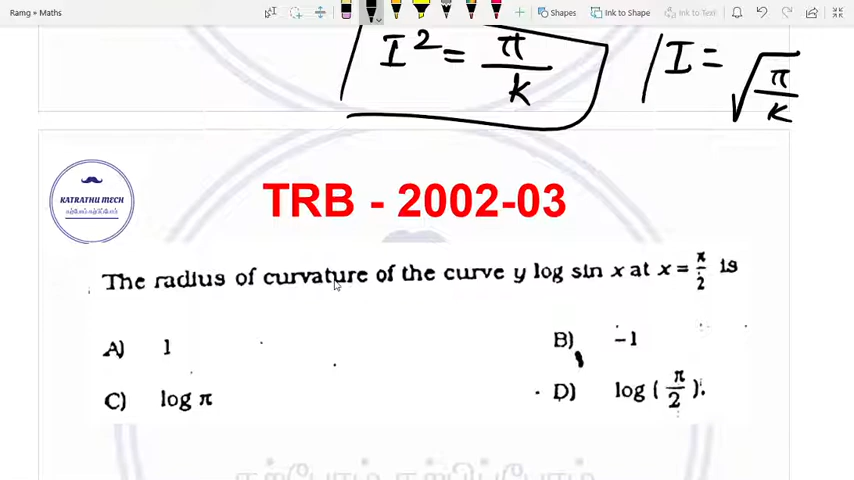 Ramg » Maths
Shapes
Ink to Shape
Ink to Text
I² = π/k
I = √π/k
KATRATHU MECH
TRB - 2002-03
The radius of curvature of the curve y log sin x at x = π/2 is
A) 1
B) -1
C) log π
D) log ( π/2 ).